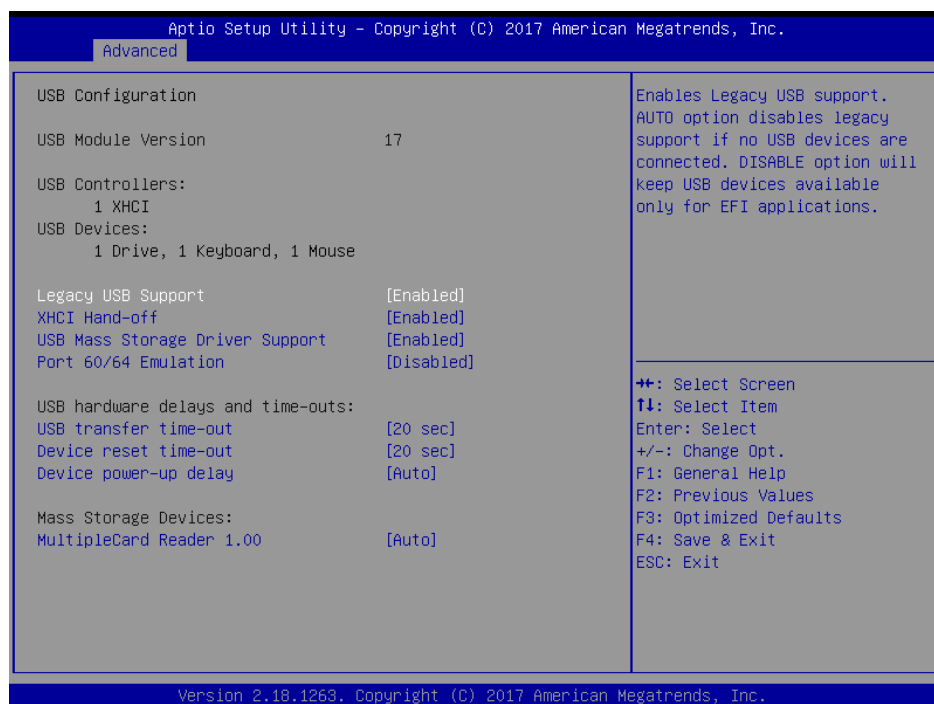 Aptio Setup Utility – Copyright (C) 2017 American Megatrends, Inc.
Advanced
USB Configuration
USB Module Version 17
USB Controllers:
1 XHCI
USB Devices:
1 Drive, 1 Keyboard, 1 Mouse
Legacy USB Support [Enabled]
XHCI Hand-off [Enabled]
USB Mass Storage Driver Support [Enabled]
Port 60/64 Emulation [Disabled]
USB hardware delays and time-outs:
USB transfer time-out [20 sec]
Device reset time-out [20 sec]
Device power-up delay [Auto]
Mass Storage Devices:
MultipleCard Reader 1.00 [Auto]
Enables Legacy USB support.
AUTO option disables legacy
support if no USB devices are
connected. DISABLE option will
keep USB devices available
only for EFI applications.
→←: Select Screen
↑↓: Select Item
Enter: Select
+/-: Change Opt.
F1: General Help
F2: Previous Values
F3: Optimized Defaults
F4: Save & Exit
ESC: Exit
Version 2.18.1263. Copyright (C) 2017 American Megatrends, Inc.